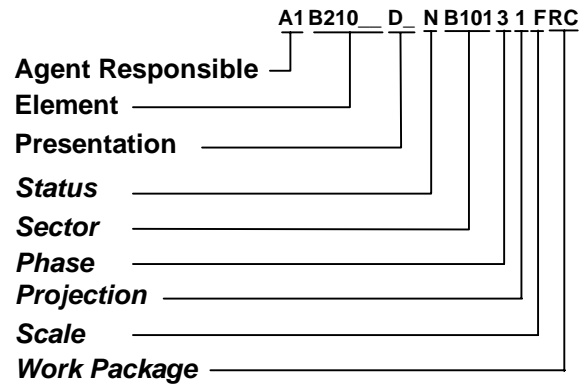 A1 B210__ D_ N B101 3 1 F RC
Agent Responsible
Element
Presentation
Status
Sector
Phase
Projection
Scale
Work Package